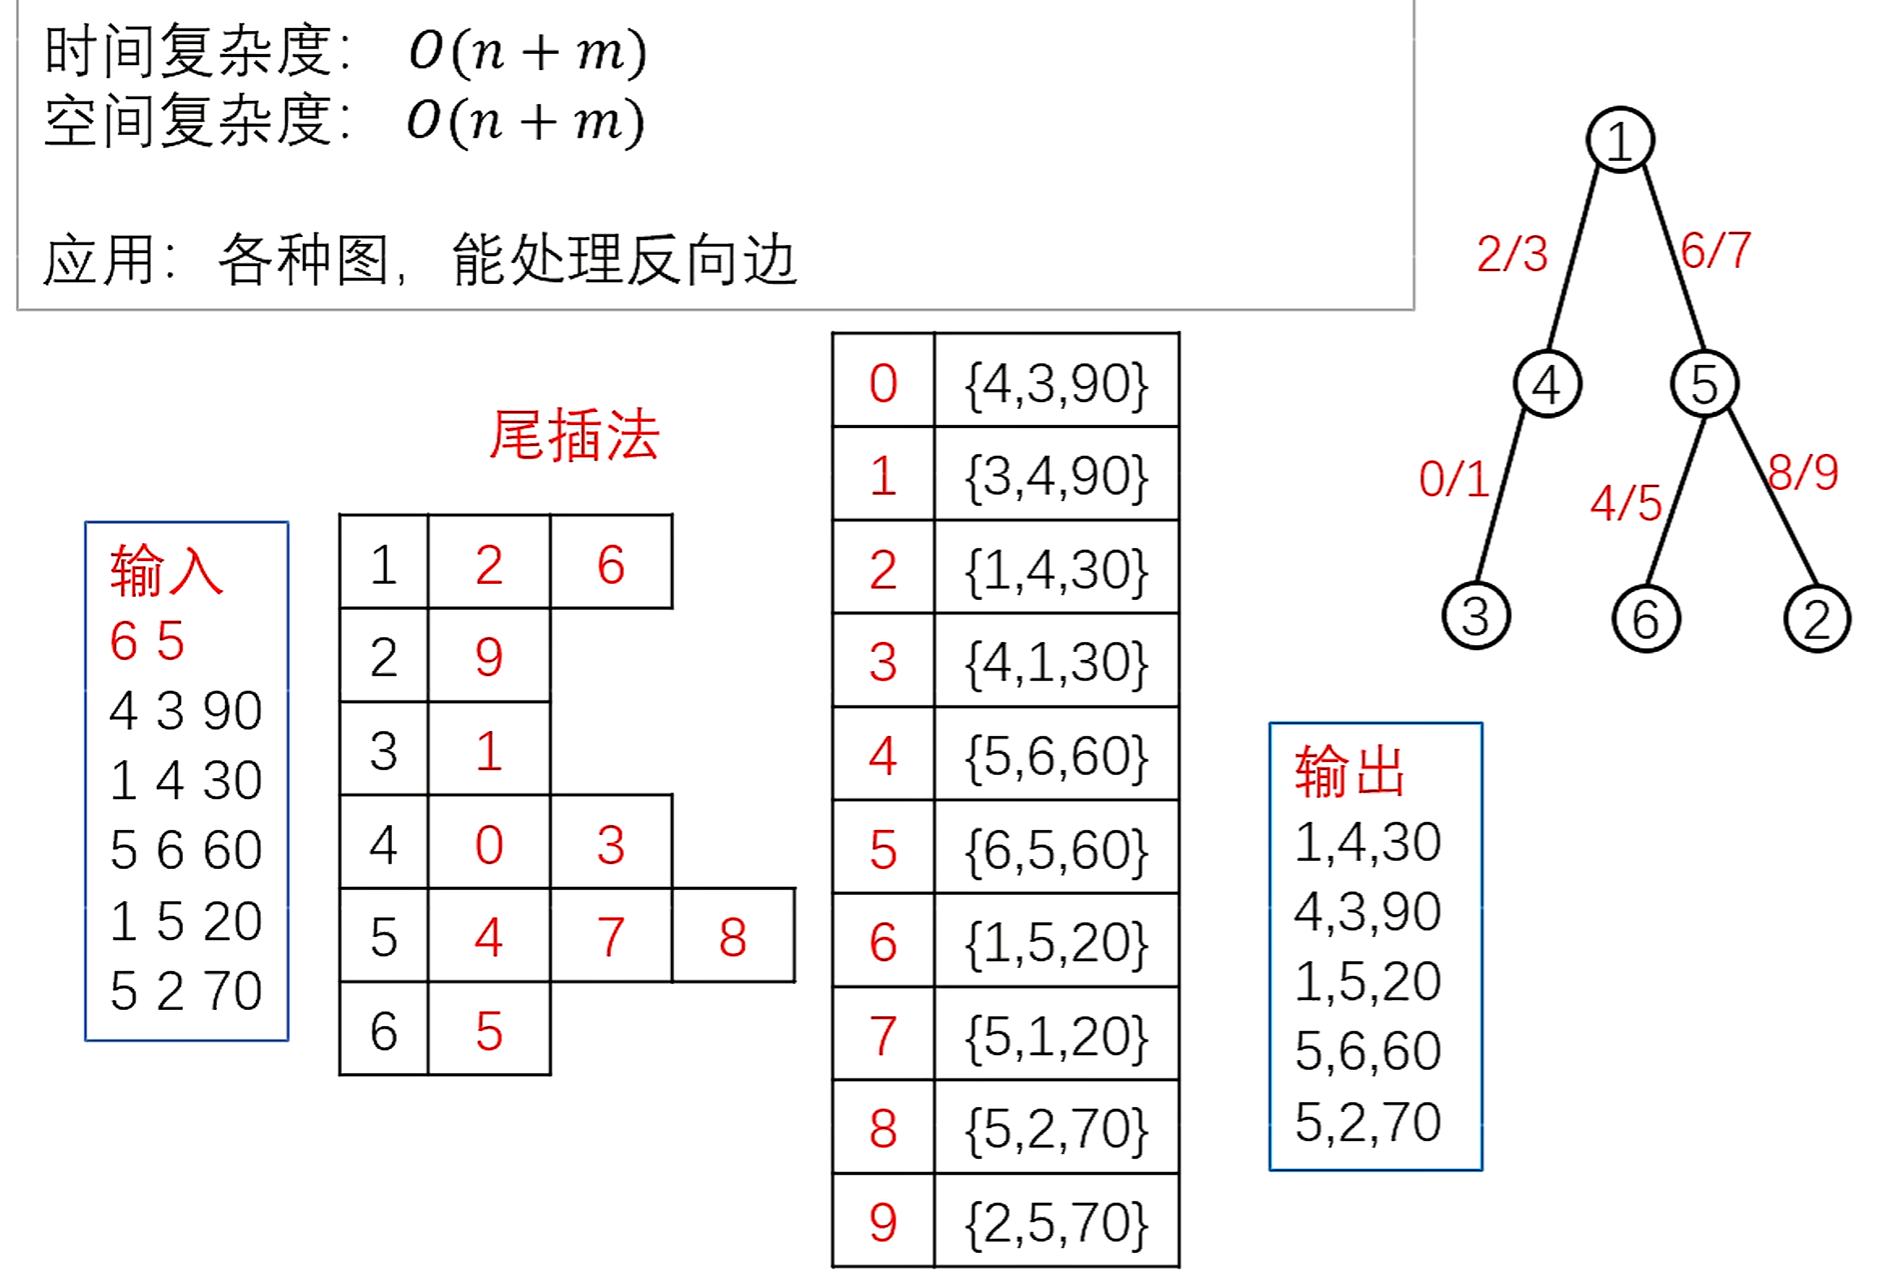 时间复杂度： O(n + m)
空间复杂度： O(n + m)
应用：各种图，能处理反向边
尾插法
输入
6 5
4 3 90
1 4 30
5 6 60
1 5 20
5 2 70
1 2 6
2 9
3 1
4 0 3
5 4 7 8
6 5
0 {4,3,90}
1 {3,4,90}
2 {1,4,30}
3 {4,1,30}
4 {5,6,60}
5 {6,5,60}
6 {1,5,20}
7 {5,1,20}
8 {5,2,70}
9 {2,5,70}
1
2/3 6/7
4 5
0/1 4/5 8/9
3 6 2
输出
1,4,30
4,3,90
1,5,20
5,6,60
5,2,70